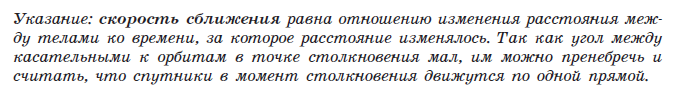 Указание: скорость сближения равна отношению изменения расстояния меж-
ду телами ко времени, за которое расстояние изменялось. Так как угол между
касательными к орбитам в точке столкновения мал, им можно пренебречь и
считать, что спутники в момент столкновения движутся по одной прямой.